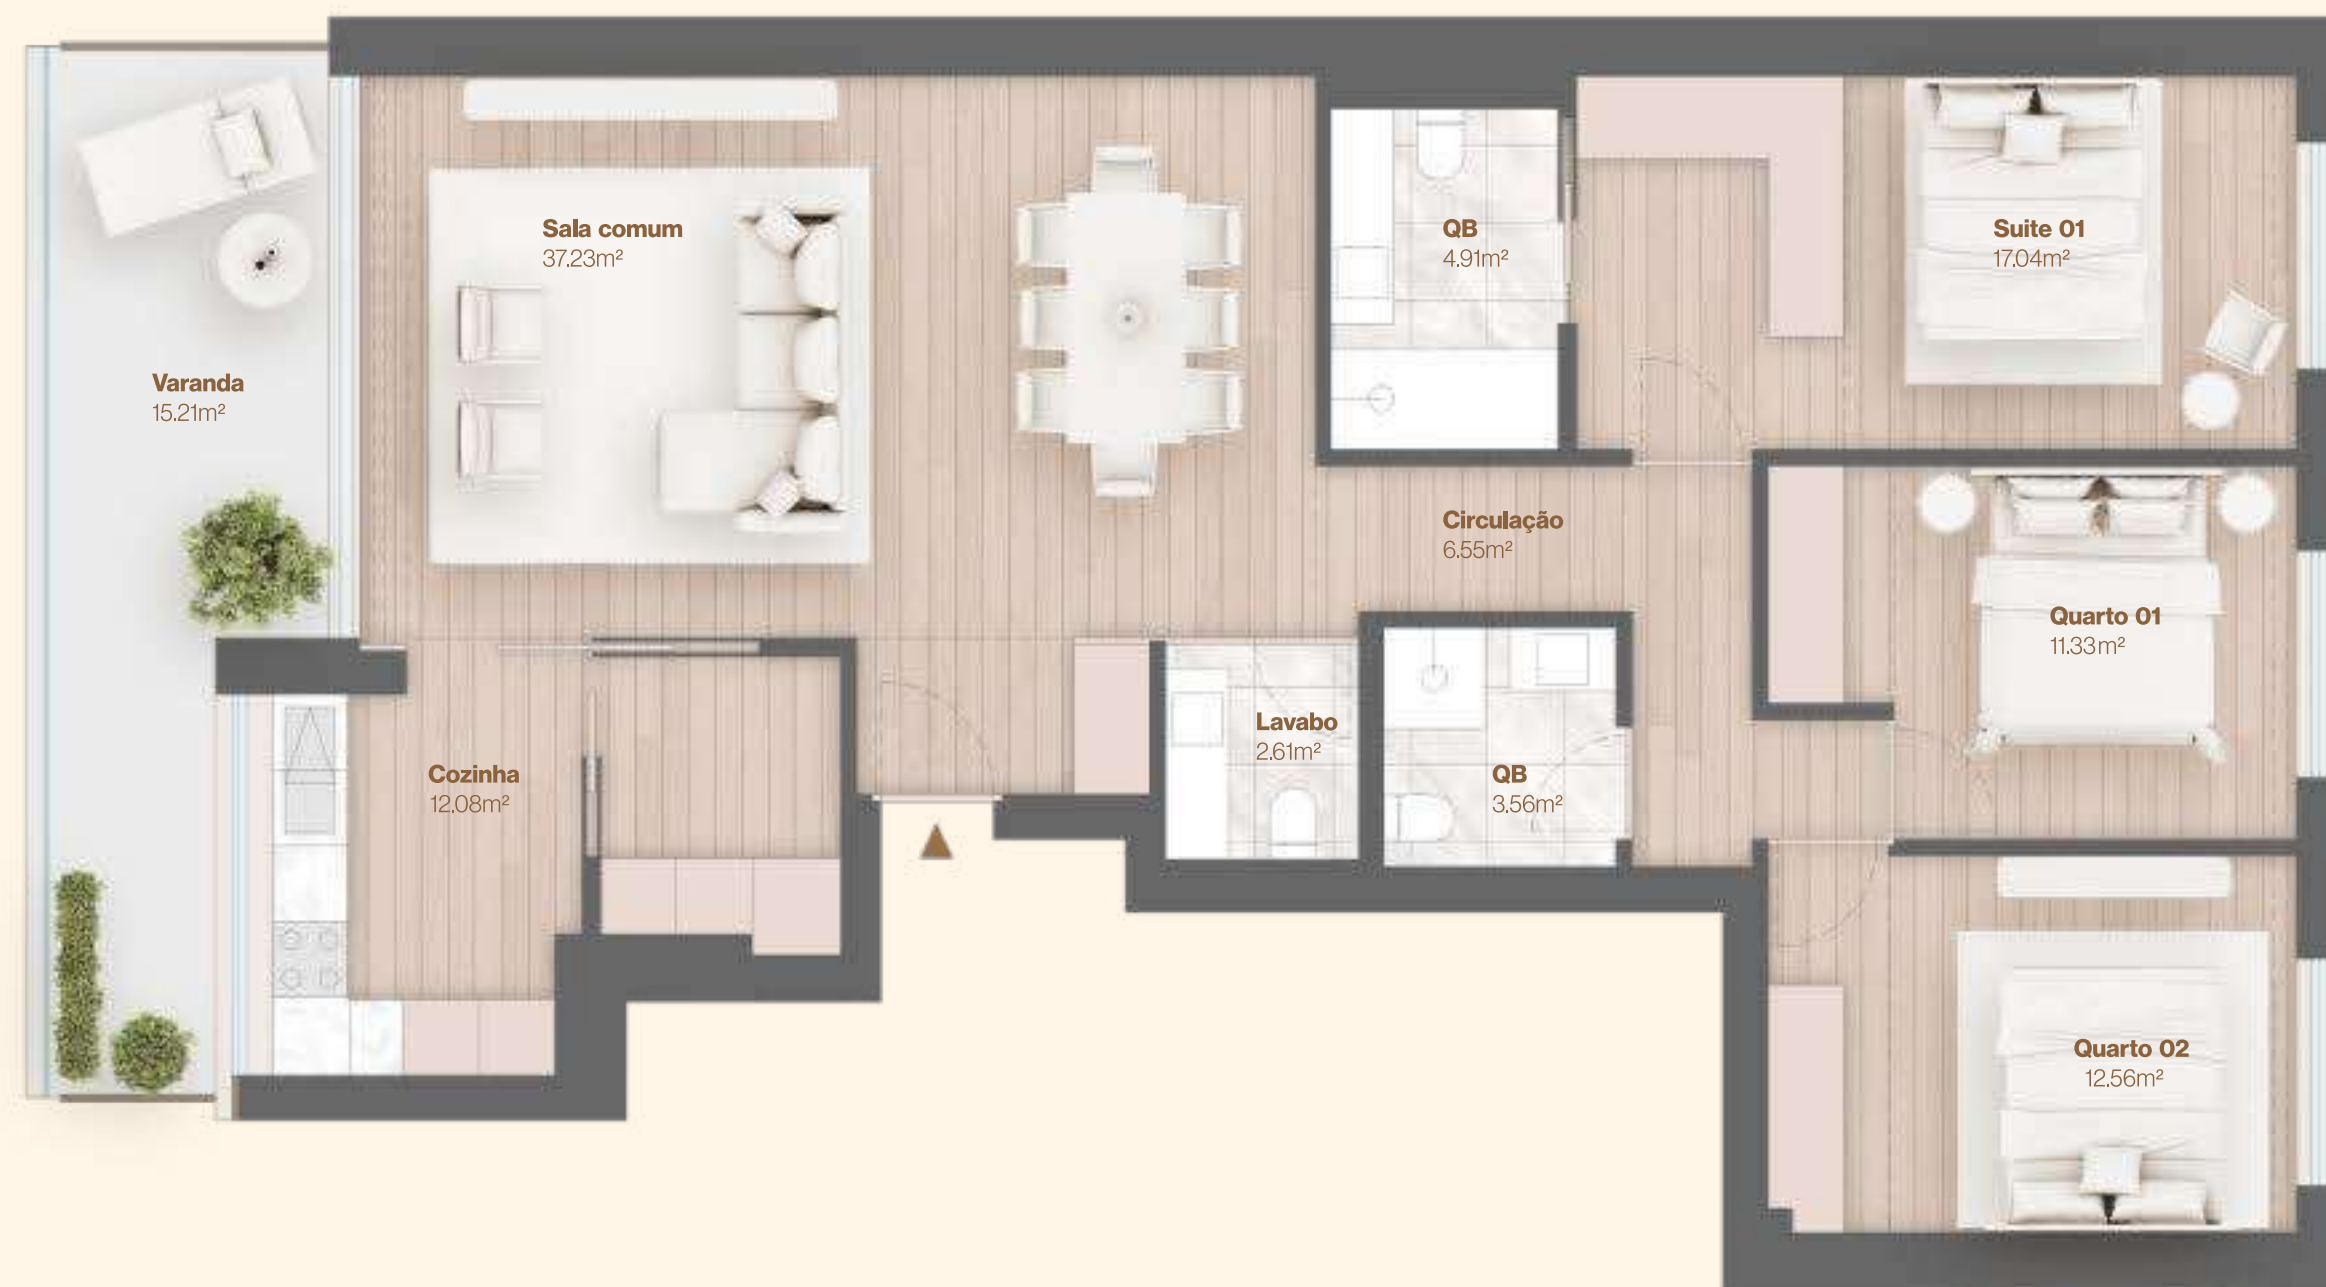 Sala comum
37.23m²
QB
4.91m²
Suite 01
17.04m²
Varanda
15.21m²
Circulação
6.55m²
Quarto 01
11.33m²
Lavabo
2.61m²
Cozinha
12.08m²
QB
3.56m²
Quarto 02
12.56m²